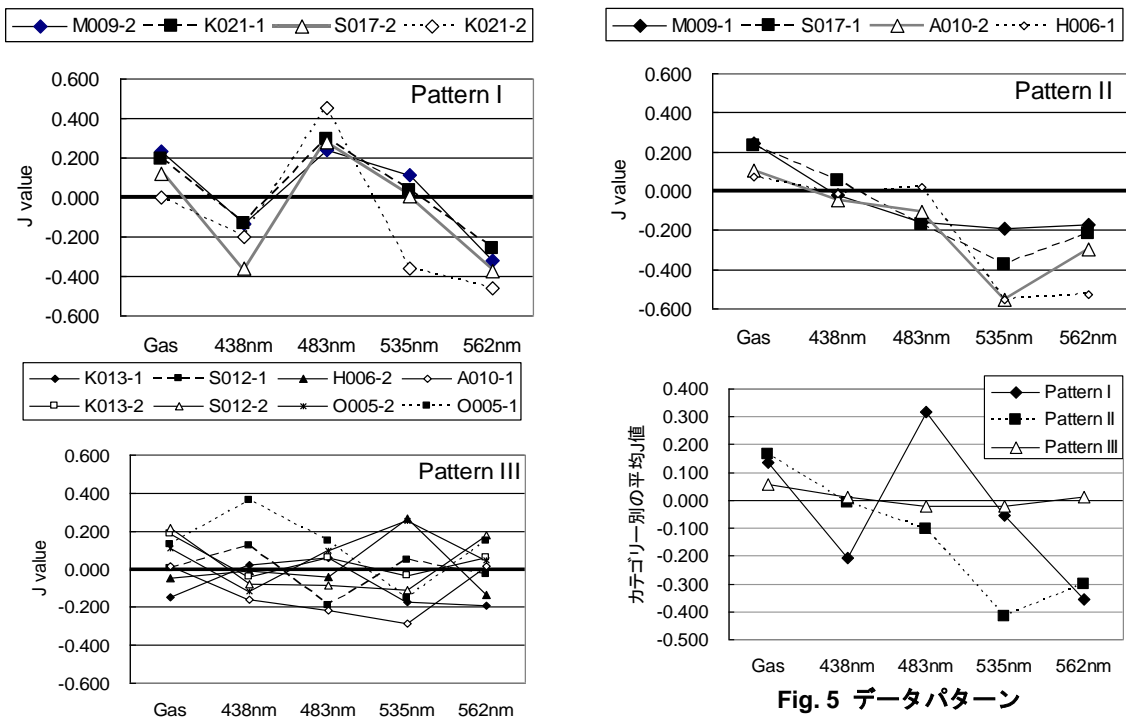 M009-2 K021-1 S017-2 K021-2
Pattern I
J value
0.600
0.400
0.200
0.000
-0.200
-0.400
-0.600
Gas 438nm 483nm 535nm 562nm
M009-1 S017-1 A010-2 H006-1
Pattern II
J value
0.600
0.400
0.200
0.000
-0.200
-0.400
-0.600
Gas 438nm 483nm 535nm 562nm
K013-1 S012-1 H006-2 A010-1
K013-2 S012-2 O005-2 O005-1
Pattern III
J value
0.600
0.400
0.200
0.000
-0.200
-0.400
-0.600
Gas 438nm 483nm 535nm 562nm
Pattern I
Pattern II
Pattern III
カテゴリー別の平均J値
0.400
0.300
0.200
0.100
0.000
-0.100
-0.200
-0.300
-0.400
-0.500
Gas 438nm 483nm 535nm 562nm
Fig. 5 データパターン